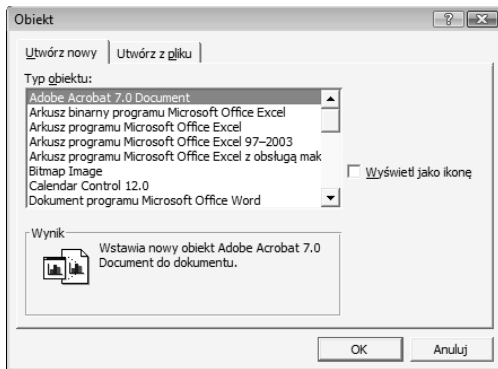 Obiekt
Utwórz nowy
Utwórz z pliku
Typ obiektu:
Adobe Acrobat 7.0 Document
Arkusz binarny programu Microsoft Office Excel
Arkusz programu Microsoft Office Excel
Arkusz programu Microsoft Office Excel 97–2003
Arkusz programu Microsoft Office Excel z obsługą mak
Bitmap Image
Calendar Control 12.0
Dokument programu Microsoft Office Word
Wyświetl jako ikonę
Wynik
Wstawia nowy obiekt Adobe Acrobat 7.0
Document do dokumentu.
OK
Anuluj